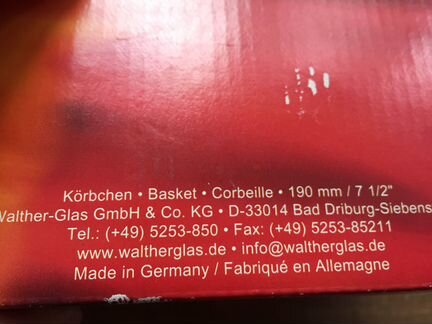 Körbchen • Basket • Corbeille • 190 mm / 7 1/2"
Walther-Glas GmbH & Co. KG • D-33014 Bad Driburg-Siebens
Tel.: (+49) 5253-850 • Fax: (+49) 5253-85211
www.waltherglas.de • info@waltherglas.de
Made in Germany / Fabriqué en Allemagne